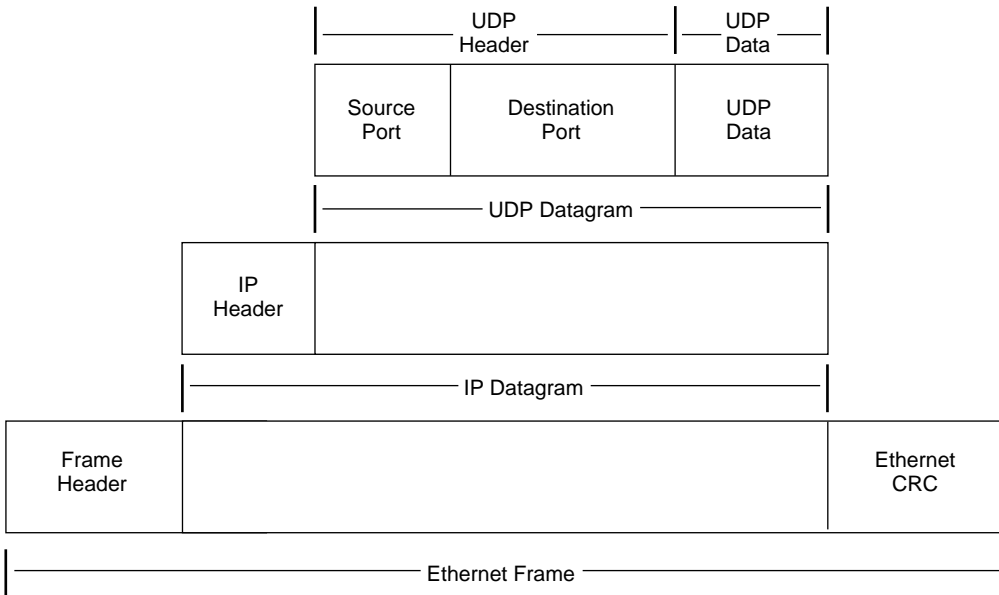 UDP
Header
UDP
Data
Source
Port
Destination
Port
UDP
Data
UDP Datagram
IP
Header
IP Datagram
Frame
Header
Ethernet
CRC
Ethernet Frame